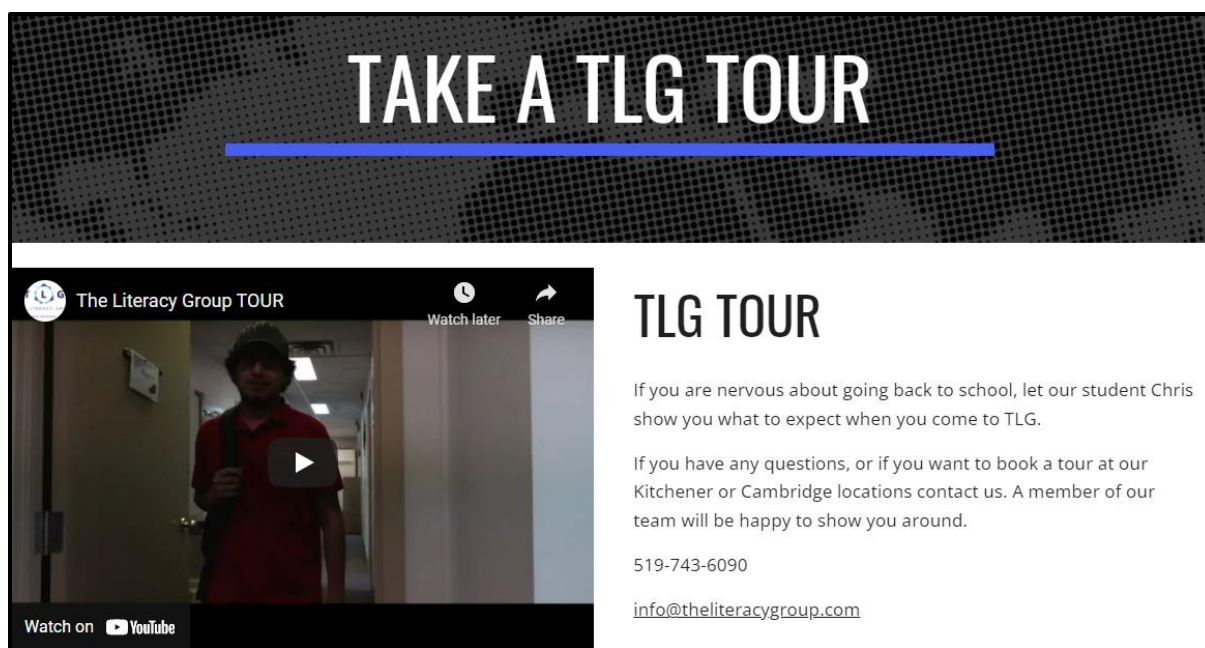 TAKE A TLG TOUR
The Literacy Group TOUR
Watch later
Share
Watch on YouTube
TLG TOUR
If you are nervous about going back to school, let our student Chris
show you what to expect when you come to TLG.
If you have any questions, or if you want to book a tour at our
Kitchener or Cambridge locations contact us. A member of our
team will be happy to show you around.
519-743-6090
info@theliteracygroup.com